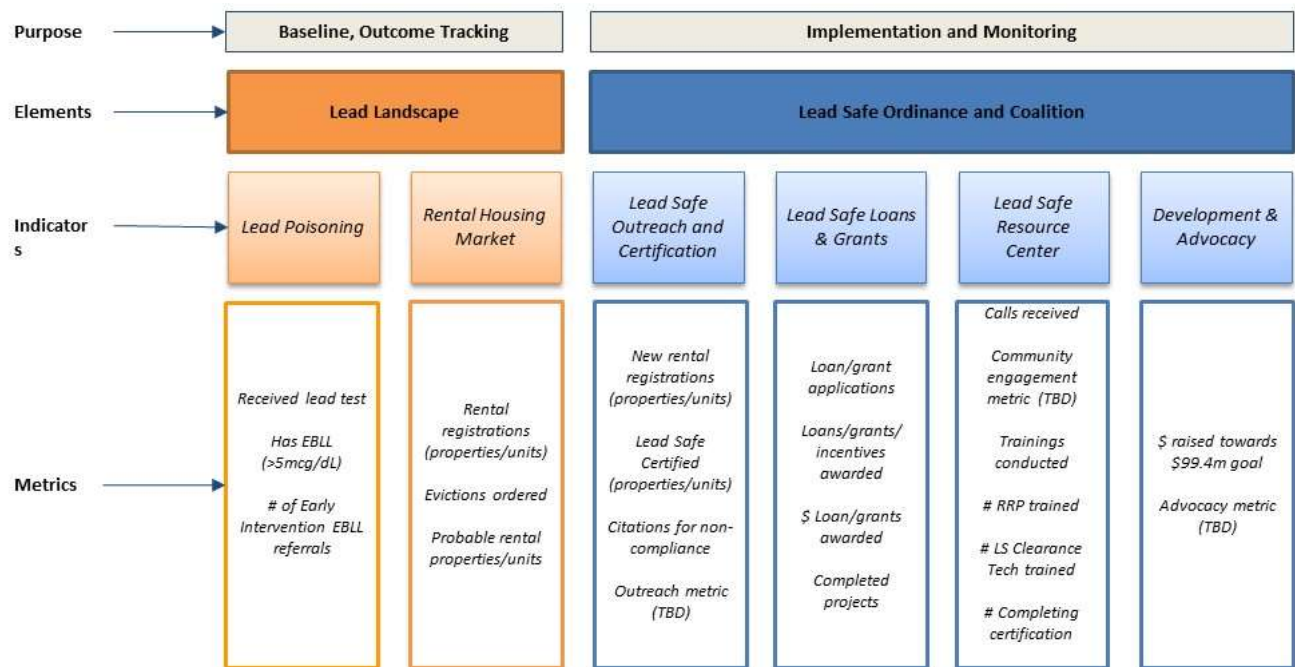 Purpose
Baseline, Outcome Tracking
Implementation and Monitoring
Elements
Lead Landscape
Lead Safe Ordinance and Coalition
Indicator
s
Lead Poisoning
Rental Housing
Market
Lead Safe
Outreach and
Certification
Lead Safe Loans
& Grants
Lead Safe
Resource
Center
Development &
Advocacy
Metrics
Received lead test
Has EBLL
(>5mcg/dL)
# of Early
Intervention EBLL
referrals
Rental
registrations
(properties/units)
Evictions ordered
Probable rental
properties/units
New rental
registrations
(properties/units)
Lead Safe
Certified
(properties/units)
Citations for non-
compliance
Outreach metric
(TBD)
Loan/grant
applications
Loans/grants/
incentives
awarded
$ Loan/grants
awarded
Completed
projects
Calls received
Community
engagement
metric (TBD)
Trainings
conducted
# RRP trained
# LS Clearance
Tech trained
# Completing
certification
$ raised towards
$99.4m goal
Advocacy metric
(TBD)